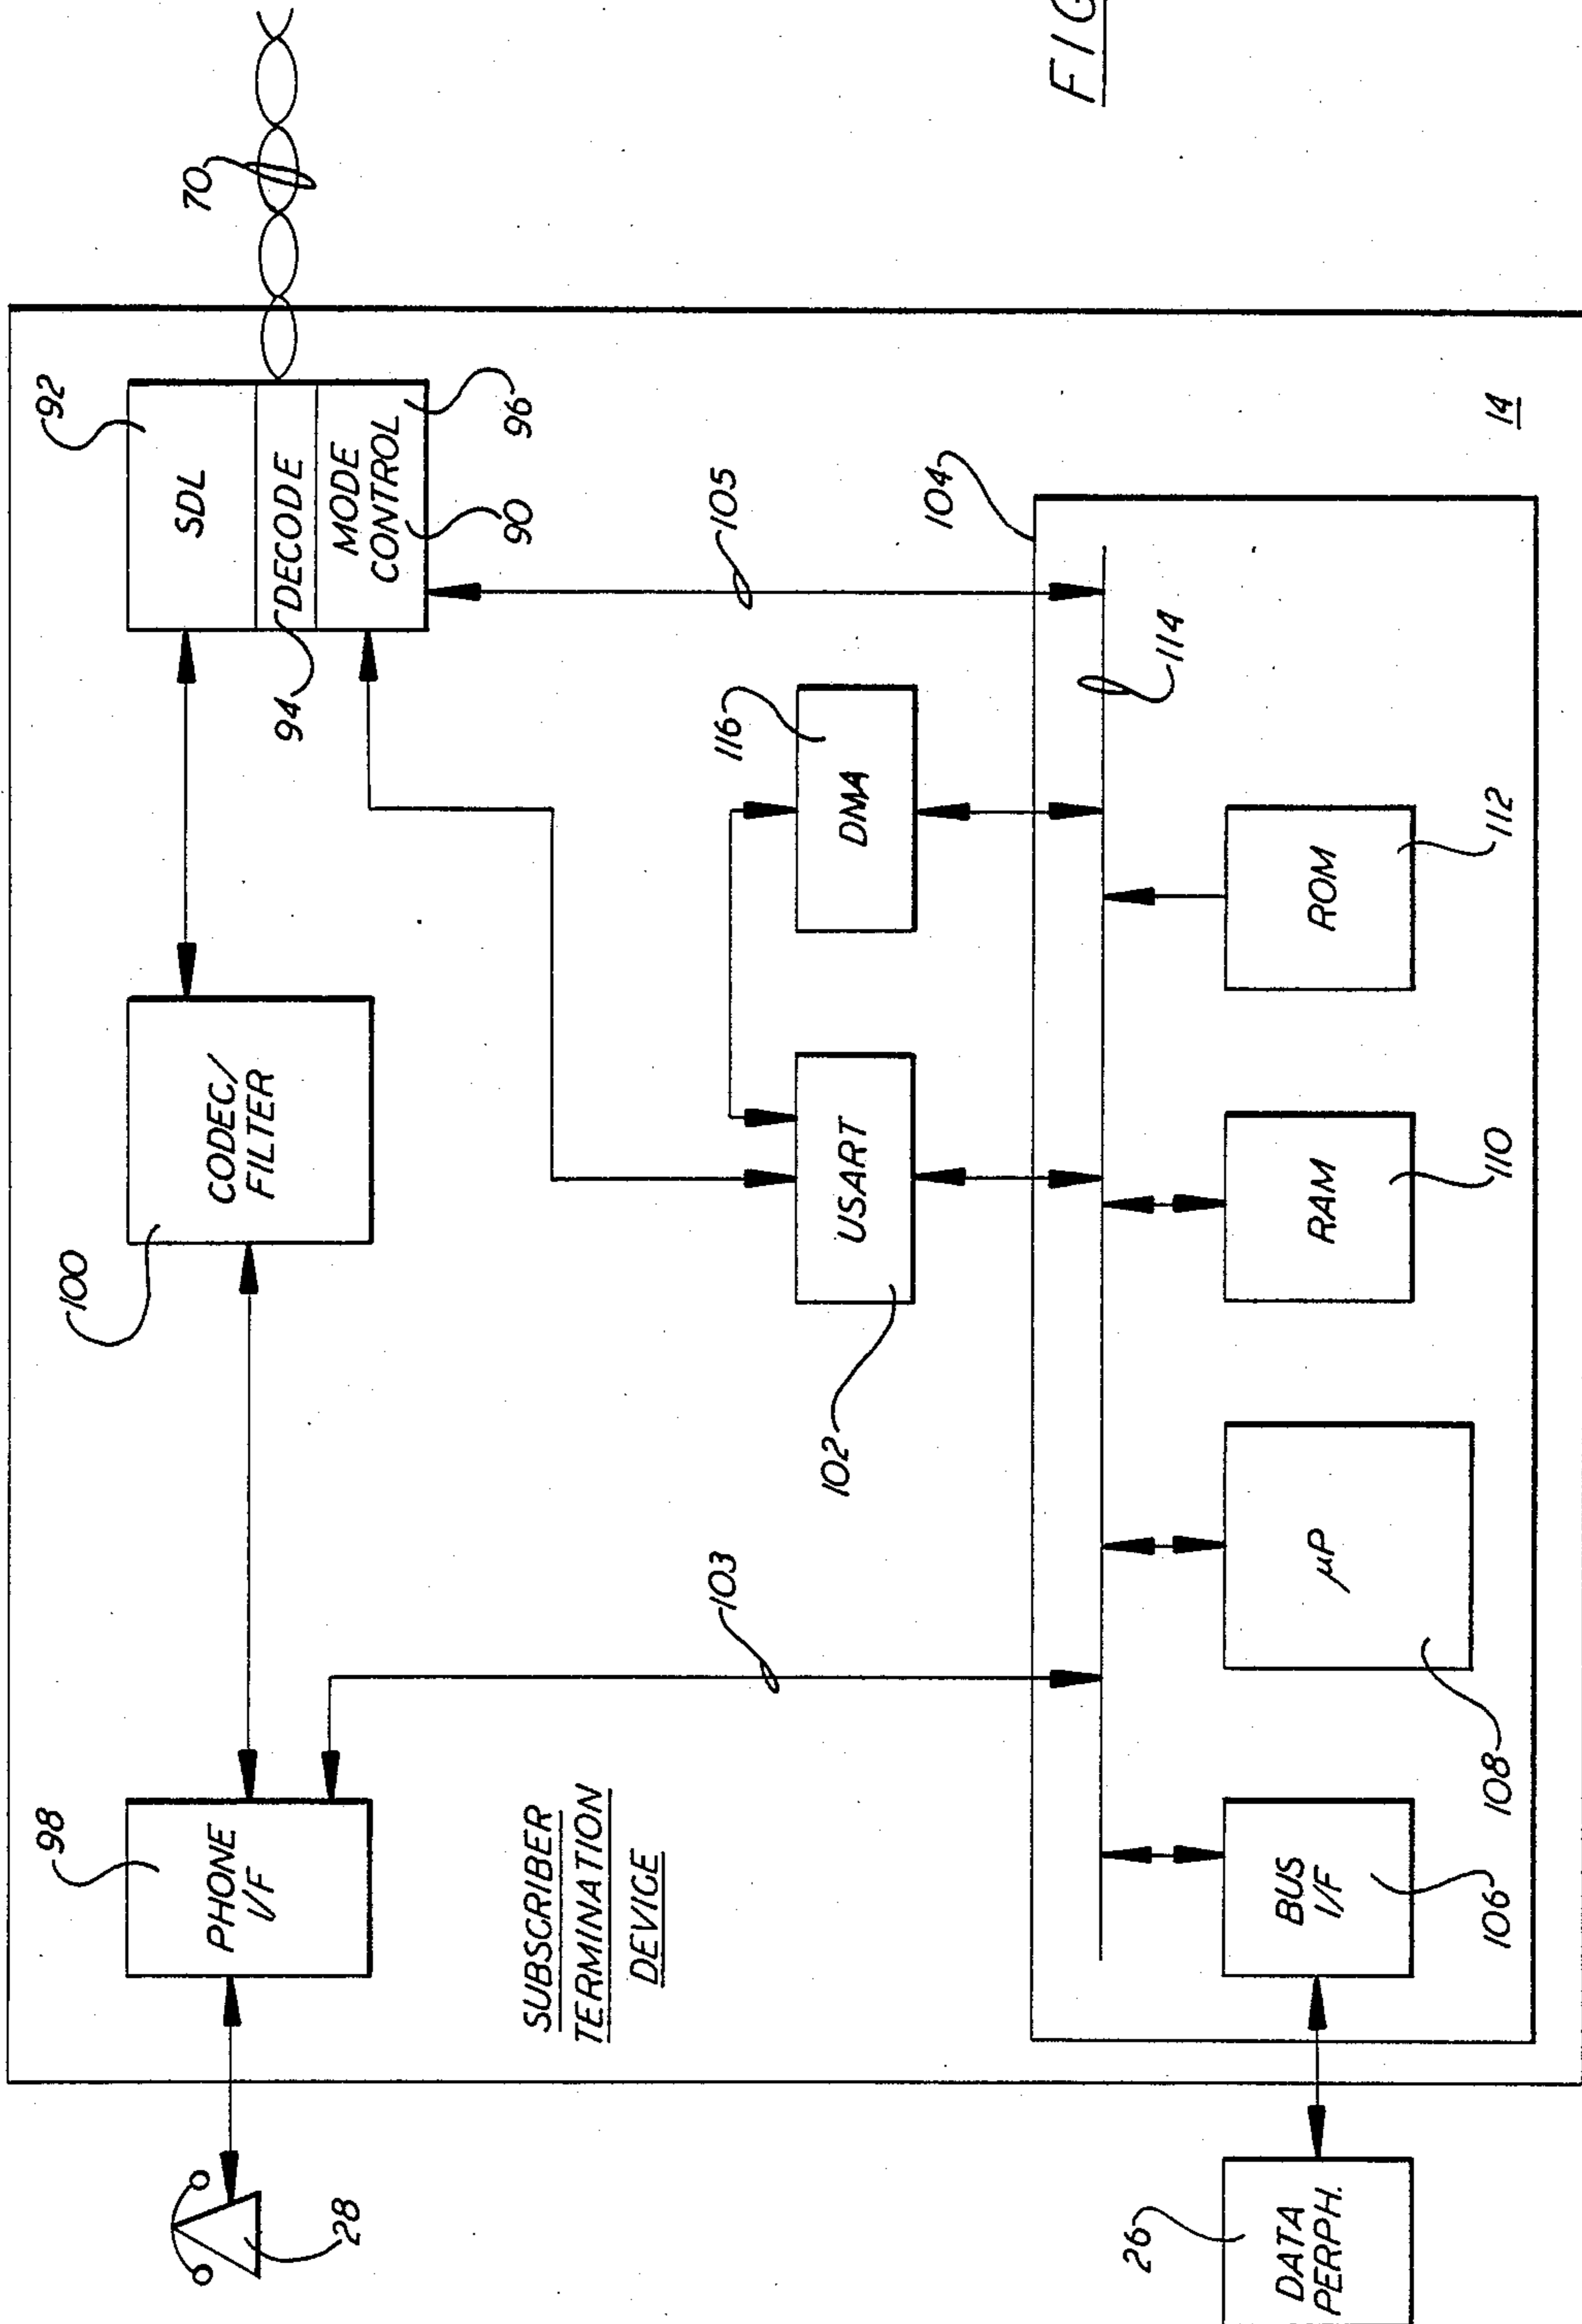 28
98
PHONE
I/F
100
CODEC/
FILTER
92
SDL
DECODE
MODE
CONTROL
94
90
96
70
SUBSCRIBER
TERMINATION
DEVICE
103
102
USART
116
DMA
105
104
114
26
DATA
PERPH.
BUS
I/F
106
μP
108
RAM
110
ROM
112
14
FIG